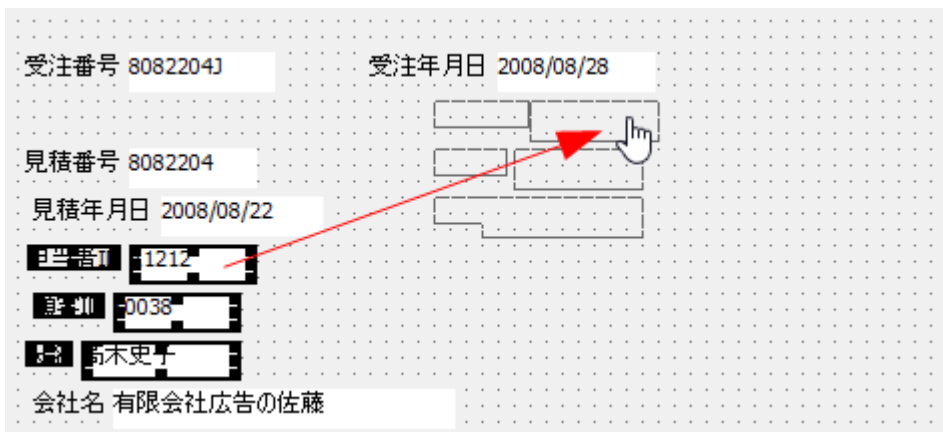 受注番号 8082204J 受注年月日 2008/08/28
見積番号 8082204
見積年月日 2008/08/22
1212
0038
木史子
会社名 有限会社広告の佐藤